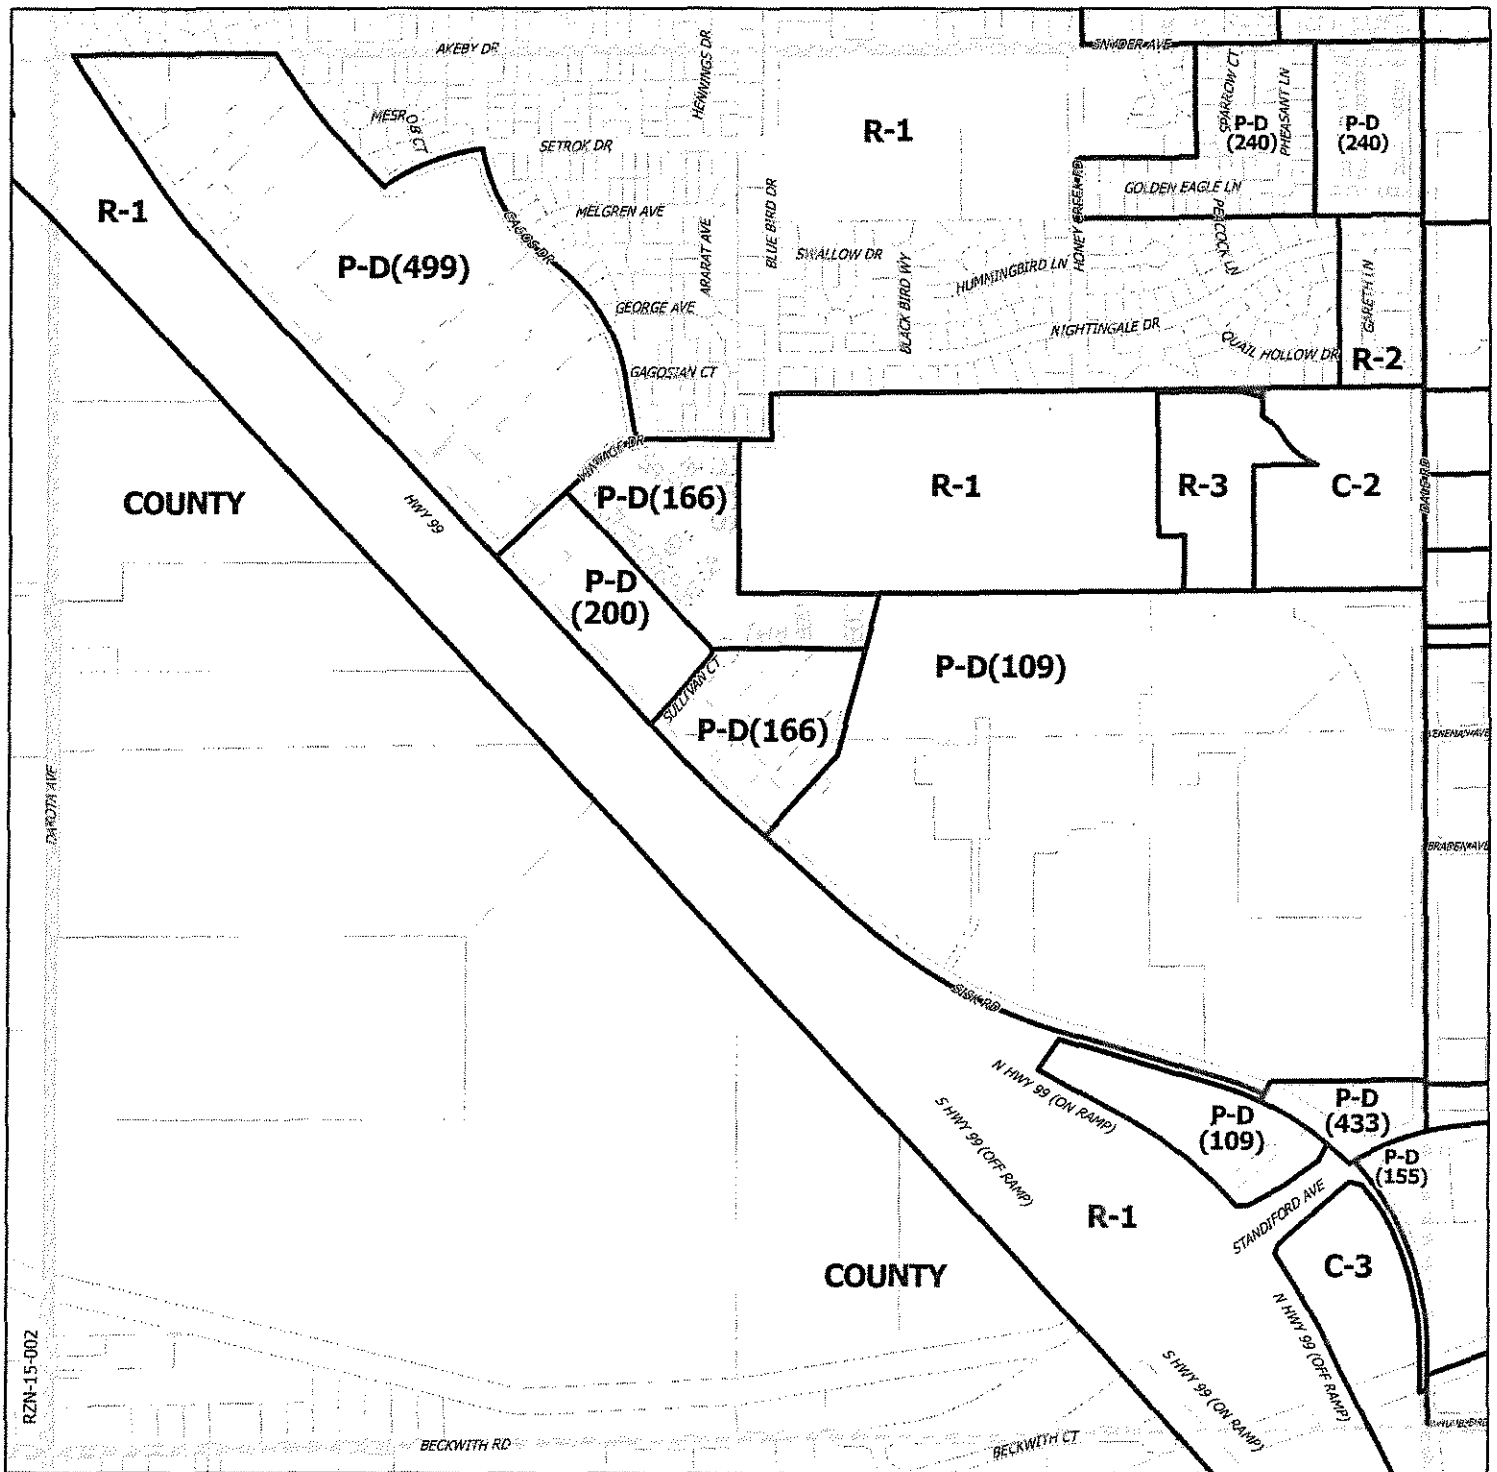 AKEBY DR
HENNINGS DR
SNYDER AVE
SPARROW CT
PHEASANT LN
MESROB CT
SETROK DR
R-1
P-D
(240)
P-D
(240)
R-1
MELGREN AVE
GOLDEN EAGLE LN
HONEY CREEK RD
BLUE BIRD DR
ARARAT AVE
GAGOS DR
SWALLOW DR
BLACK BIRD WY
HUMMINGBIRD LN
PEACOCK LN
GARETH LN
P-D(499)
GEORGE AVE
NIGHTINGALE DR
QUAIL HOLLOW DR
R-2
GAGOSIAN CT
VINTAGE DR
COUNTY
HWY 99
P-D(166)
R-1
R-3
C-2
DALE RD
P-D
(200)
SULLIVAN CT
P-D(109)
P-D(166)
VENEMAN AVE
DAKOTA AVE
BRADEN AVE
SISK RD
N HWY 99 (ON RAMP)
S HWY 99 (OFF RAMP)
P-D
(109)
P-D
(433)
P-D
(155)
R-1
STANDIFORD AVE
COUNTY
C-3
N HWY 99 (OFF RAMP)
S HWY 99 (ON RAMP)
RZN-15-002
BECKWITH RD
BECKWITH CT